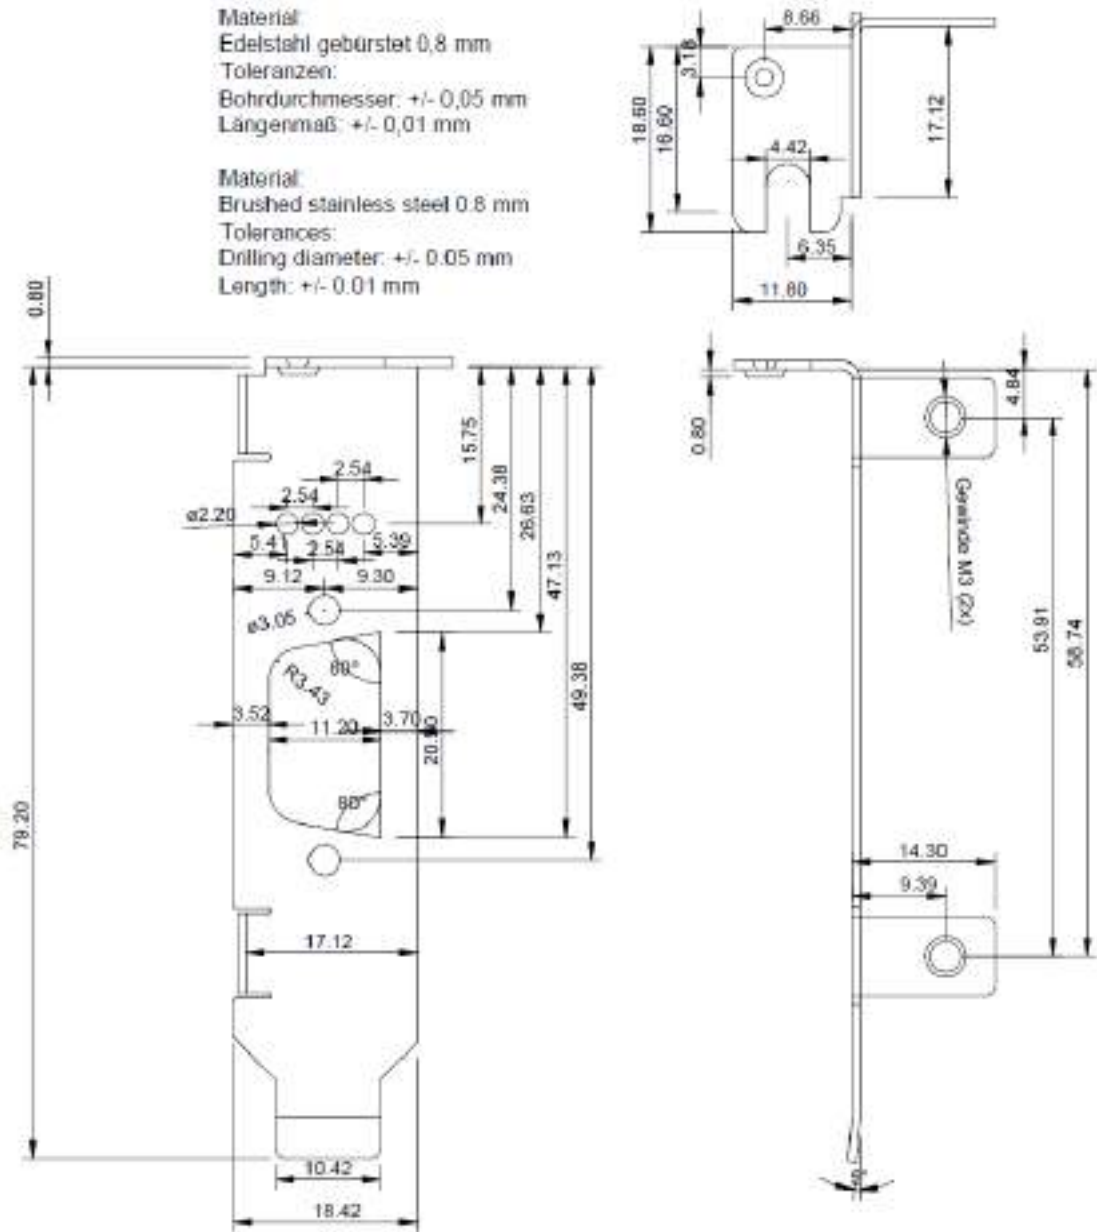 Material:
Edelstahl gebürstet 0,8 mm
Toleranzen:
Bohrdurchmesser: +/- 0,05 mm
Längenmaß: +/- 0,01 mm
Material:
Brushed stainless steel 0.8 mm
Tolerances:
Drilling diameter: +/- 0.05 mm
Length: +/- 0.01 mm
8.66
3.18
18.60
16.60
4.42
17.12
6.35
11.80
0.80
15.75
24.38
26.63
47.13
49.38
2.54
2.54
ø2.20
5.41
2.54
5.39
9.12
9.30
ø3.05
R3.43
80°
3.52
11.20
3.70
80°
79.20
17.12
10.42
18.42
0.80
4.84
Gewinde M3 (2x)
53.91
58.74
14.30
9.39